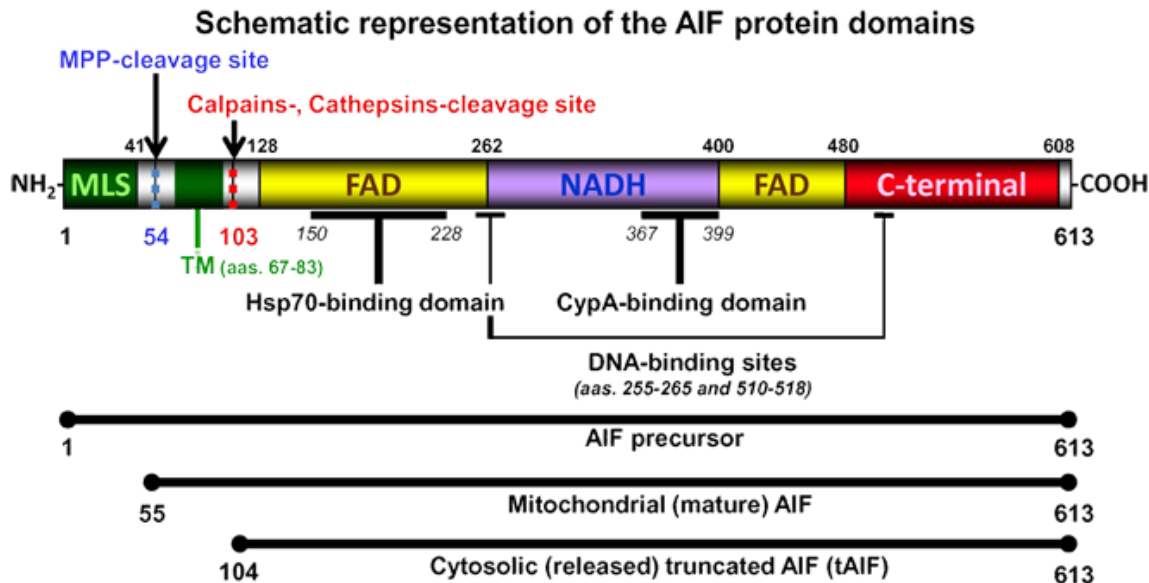 Schematic representation of the AIF protein domains
MPP-cleavage site
Calpains-, Cathepsins-cleavage site
41 128 262 400 480 608
NH2- MLS FAD NADH FAD C-terminal -COOH
1 54 103 150 228 367 399 613
TM (aas. 67-83)
Hsp70-binding domain CypA-binding domain
DNA-binding sites
(aas. 255-265 and 510-518)
AIF precursor
1 613
Mitochondrial (mature) AIF
55 613
Cytosolic (released) truncated AIF (tAIF)
104 613